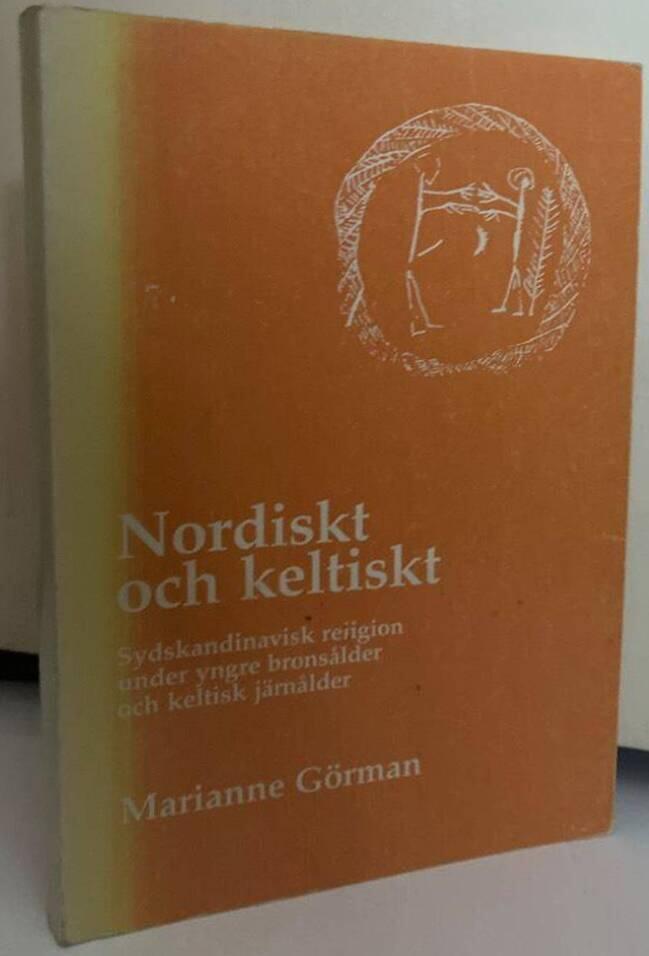 Nordiskt
och keltiskt
Sydskandinavisk religion
under yngre bronsålder
och keltisk järnålder
Marianne Görman